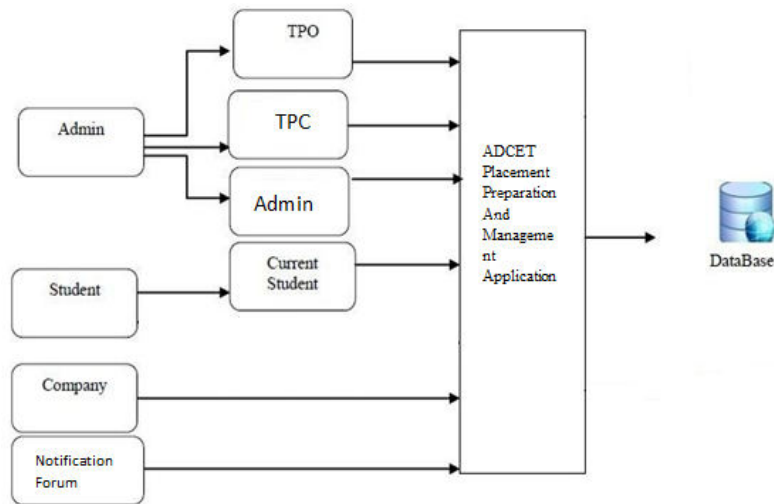 TPO
Admin
TPC
Admin
ADCET
Placement
Preparation
And
Manageme
nt
Application
DataBase
Current
Student
Student
Company
Notification
Forum